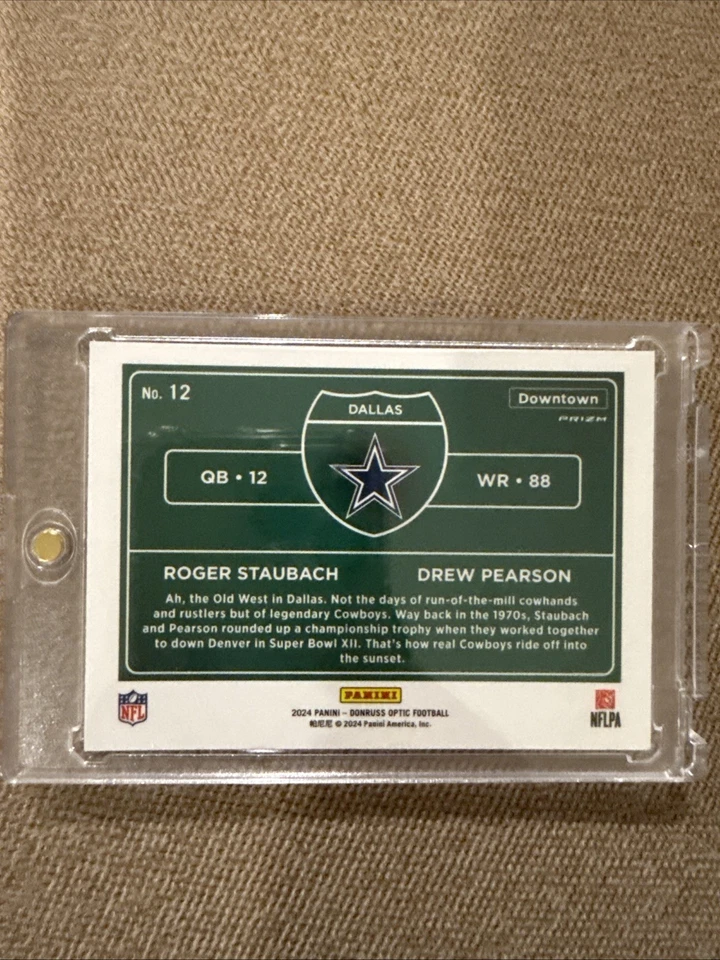 No. 12
Downtown
PRIZM
DALLAS
QB • 12
WR • 88
ROGER STAUBACH
DREW PEARSON
Ah, the Old West in Dallas. Not the days of run-of-the-mill cowhands
and rustlers but of legendary Cowboys. Way back in the 1970s, Staubach
and Pearson rounded up a championship trophy when they worked together
to down Denver in Super Bowl XII. That's how real Cowboys ride off into
the sunset.
NFL
PANINI
2024 PANINI – DONRUSS OPTIC FOOTBALL
帕尼尼 © 2024 Panini America, Inc.
NFLPA